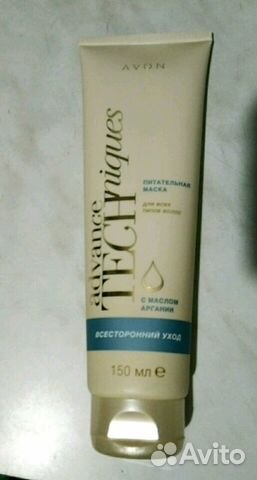 AVON
advance
TECHniques
ПИТАТЕЛЬНАЯ
МАСКА
ДЛЯ ВСЕХ
ТИПОВ ВОЛОС
С МАСЛОМ
АРГАНИИ
ВСЕСТОРОННИЙ УХОД
150 мл e
Avito